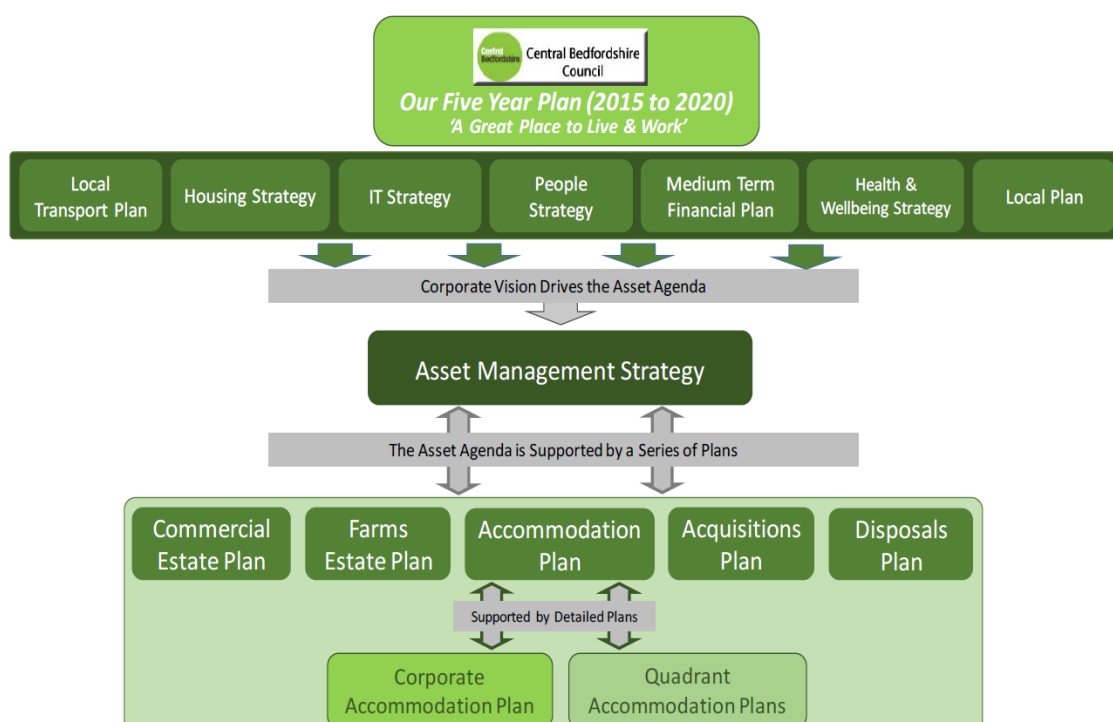 Central
Bedfordshire
Central Bedfordshire
Council
Our Five Year Plan (2015 to 2020)
‘A Great Place to Live & Work’
Local
Transport Plan
Housing Strategy
IT Strategy
People
Strategy
Medium Term
Financial Plan
Health &
Wellbeing Strategy
Local Plan
Corporate Vision Drives the Asset Agenda
Asset Management Strategy
The Asset Agenda is Supported by a Series of Plans
Commercial
Estate Plan
Farms
Estate Plan
Accommodation
Plan
Acquisitions
Plan
Disposals
Plan
Supported by Detailed Plans
Corporate
Accommodation Plan
Quadrant
Accommodation Plans